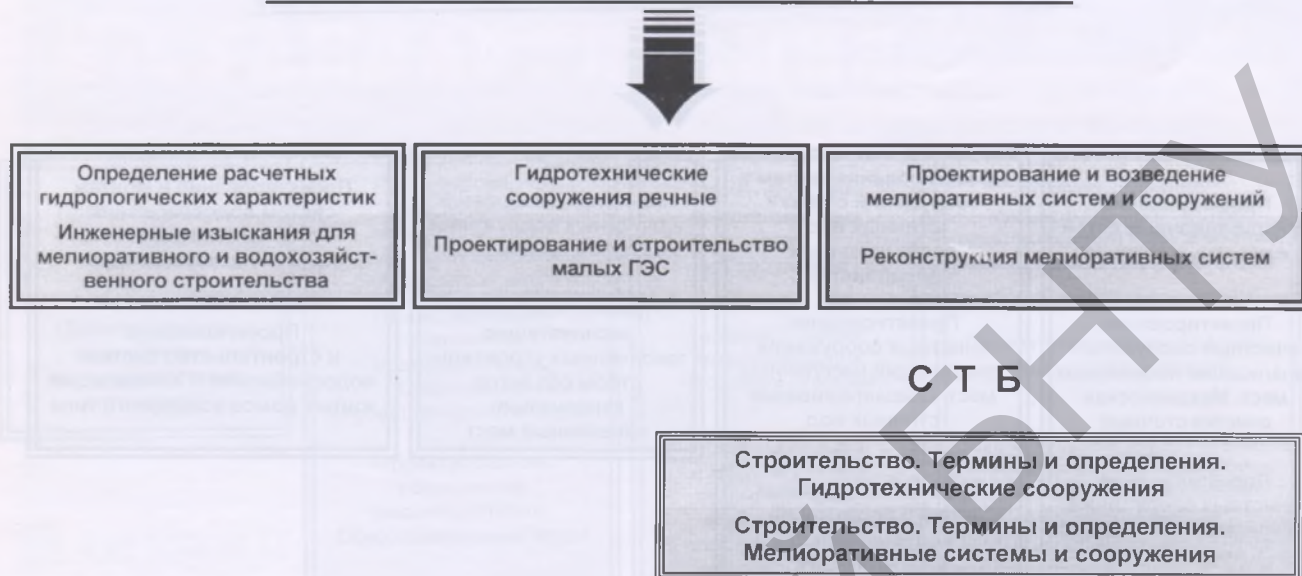 Определение расчетных
гидрологических характеристик
Инженерные изыскания для
мелиоративного и водохозяйст-
венного строительства
Гидротехнические
сооружения речные
Проектирование и строительство
малых ГЭС
Проектирование и возведение
мелиоративных систем и сооружений
Реконструкция мелиоративных систем
С Т Б
Строительство. Термины и определения.
Гидротехнические сооружения
Строительство. Термины и определения.
Мелиоративные системы и сооружения
Й БНТУ